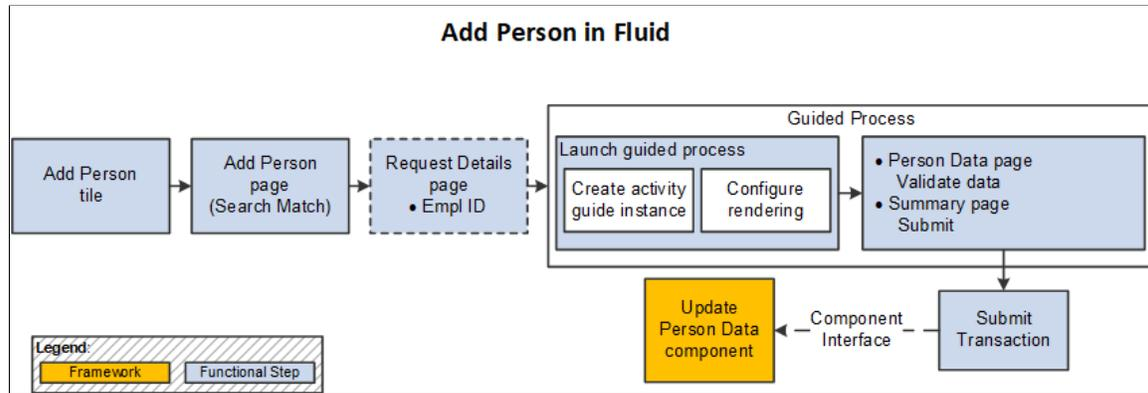 Add Person in Fluid
Guided Process
Add Person
tile
Add Person
page
(Search Match)
Request Details
page
• Empl ID
Launch guided process
Create activity
guide instance
Configure
rendering
• Person Data page
Validate data
• Summary page
Submit
Update
Person Data
component
Component
Interface
Submit
Transaction
Legend:
Framework
Functional Step